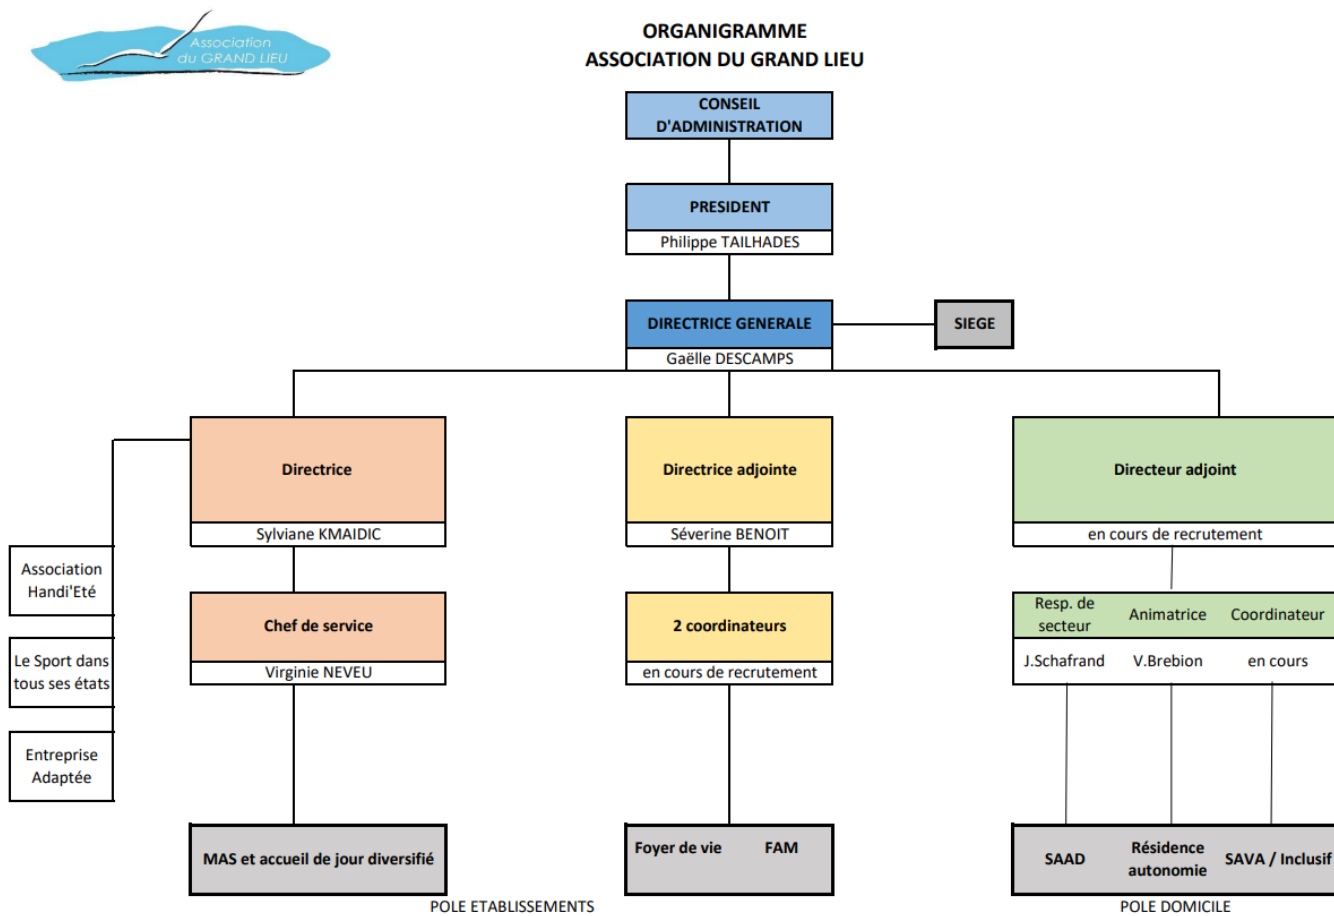 Association
du GRAND LIEU
ORGANIGRAMME
ASSOCIATION DU GRAND LIEU
CONSEIL
D'ADMINISTRATION
PRESIDENT
Philippe TAILHADES
DIRECTRICE GENERALE
SIEGE
Gaëlle DESCAMPS
Directrice
Directrice adjointe
Directeur adjoint
Sylviane KMAIDIC
Séverine BENOIT
en cours de recrutement
Association
Handi'Eté
Le Sport dans
tous ses états
Entreprise
Adaptée
Chef de service
Virginie NEVEU
2 coordinateurs
en cours de recrutement
Resp. de
secteur
Animatrice
Coordinateur
J.Schafrand
V.Brebion
en cours
MAS et accueil de jour diversifié
Foyer de vie
FAM
SAAD
Résidence
autonomie
SAVA / Inclusif
POLE ETABLISSEMENTS
POLE DOMICILE